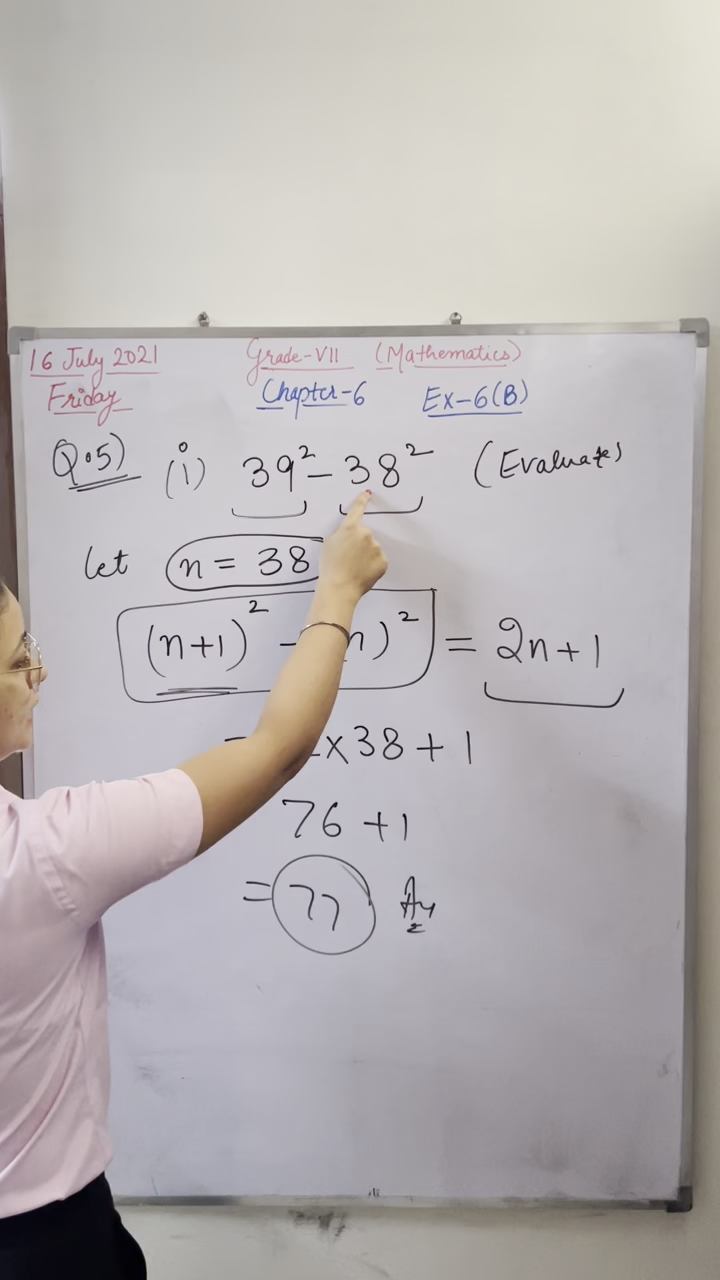 16 July 2021 Grade-VII (Mathematics)
Friday Chapter-6 Ex-6(B)
Q.5) (i) 39² - 38² (Evaluate)
let n = 38
(n+1)² - n)² = 2n+1
x38 + 1
76 + 1
= 77 Ans